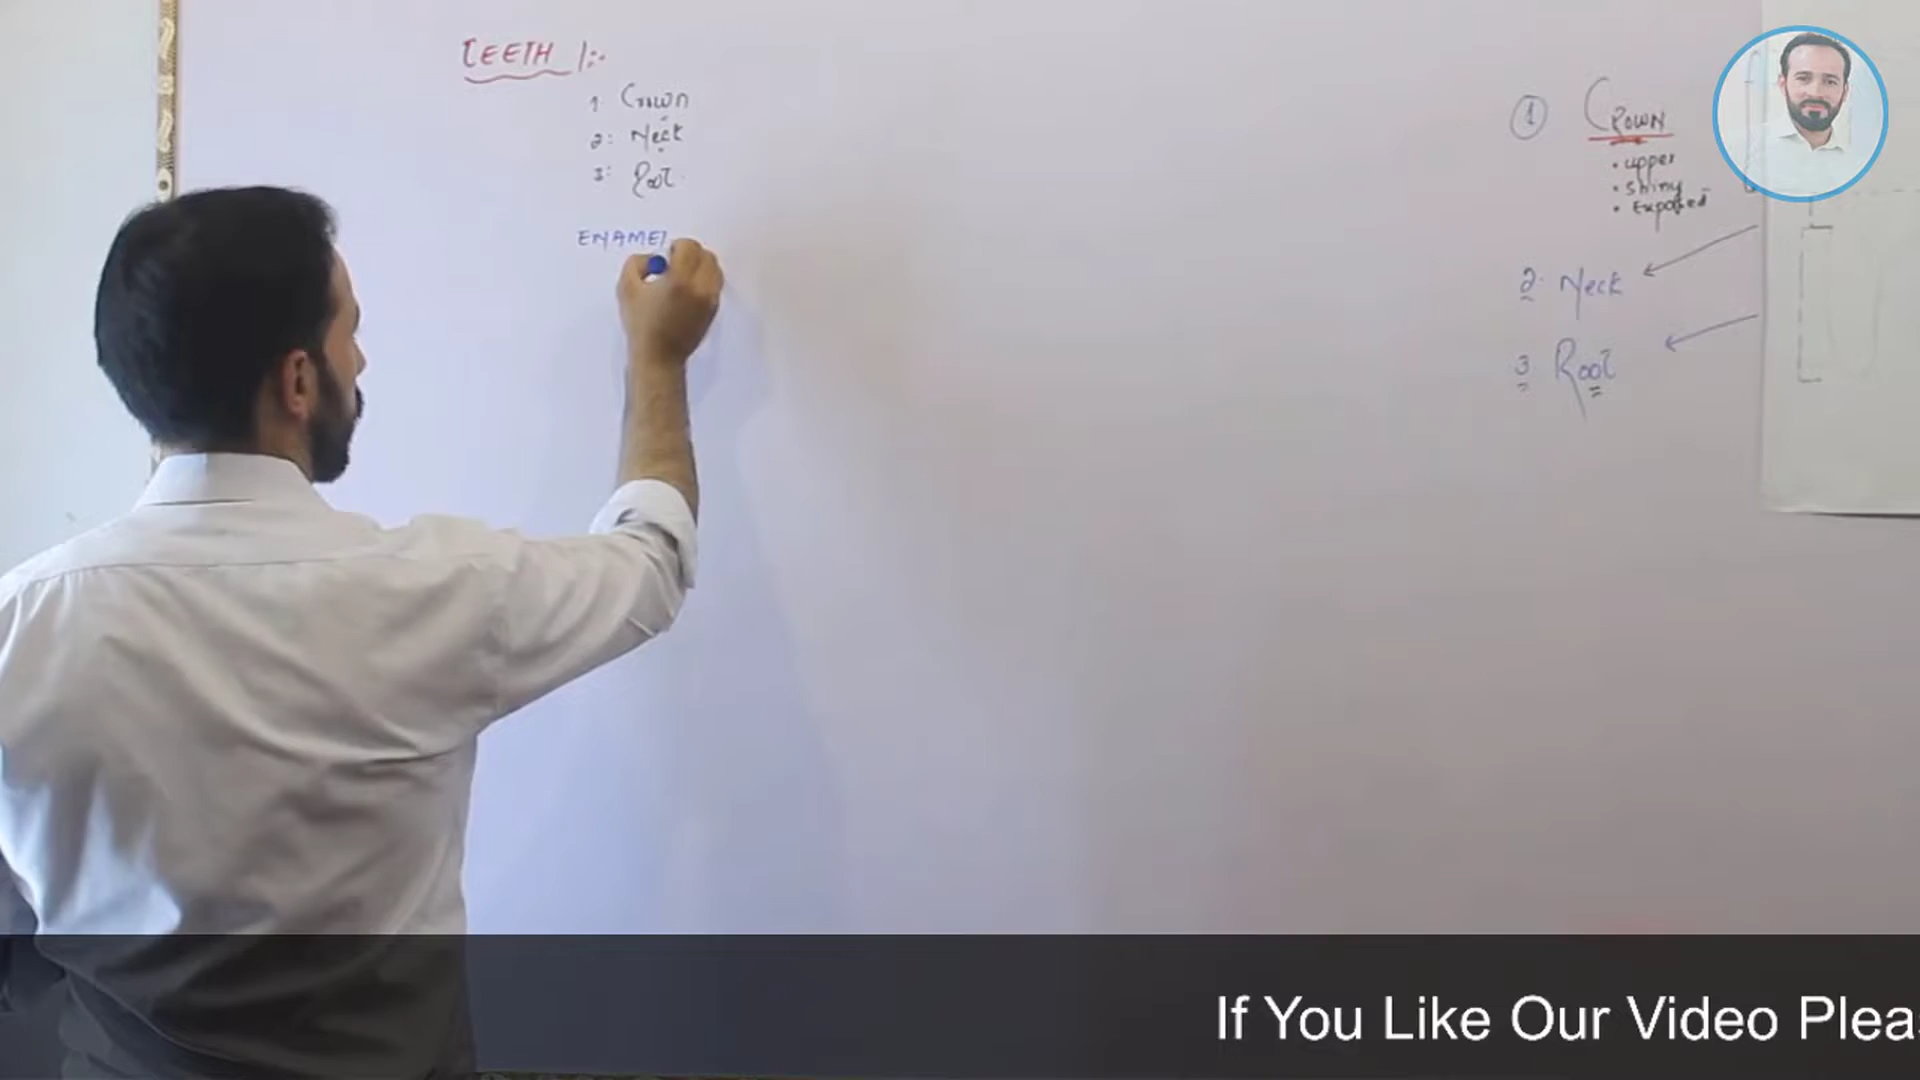 TEETH
1. Crown
2: Neck
3: Root
ENAMEL
1 CROWN
• upper
• shiny
• Exposed
2. Neck
3 Root
If You Like Our Video Pleas